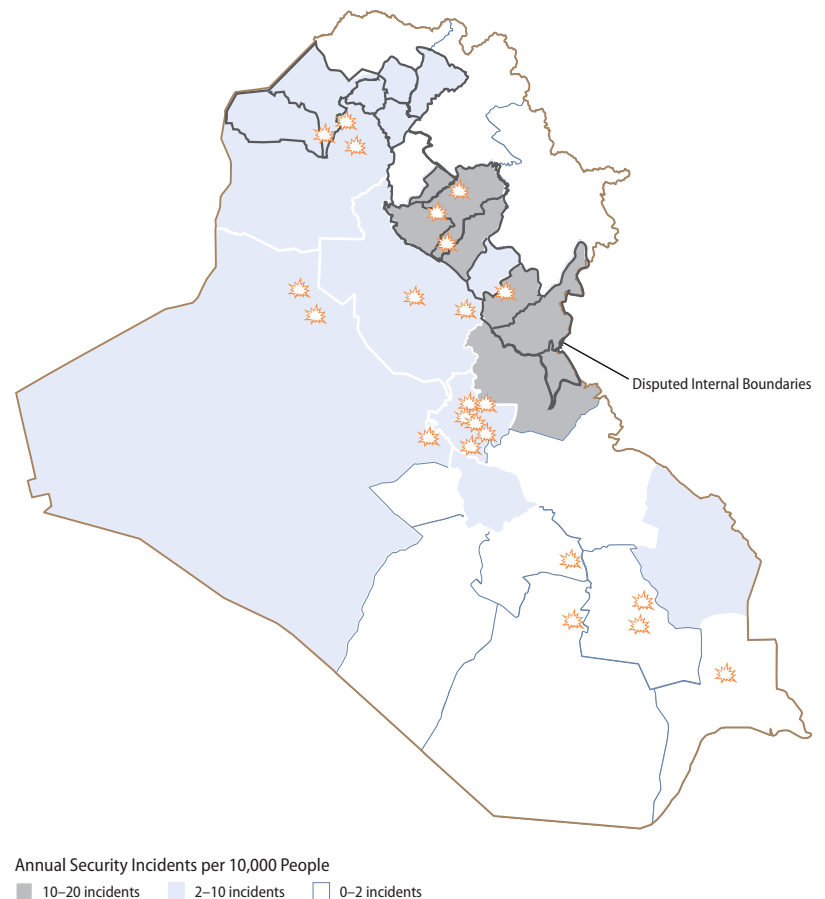 Disputed Internal Boundaries
Annual Security Incidents per 10,000 People
10–20 incidents 2–10 incidents 0–2 incidents